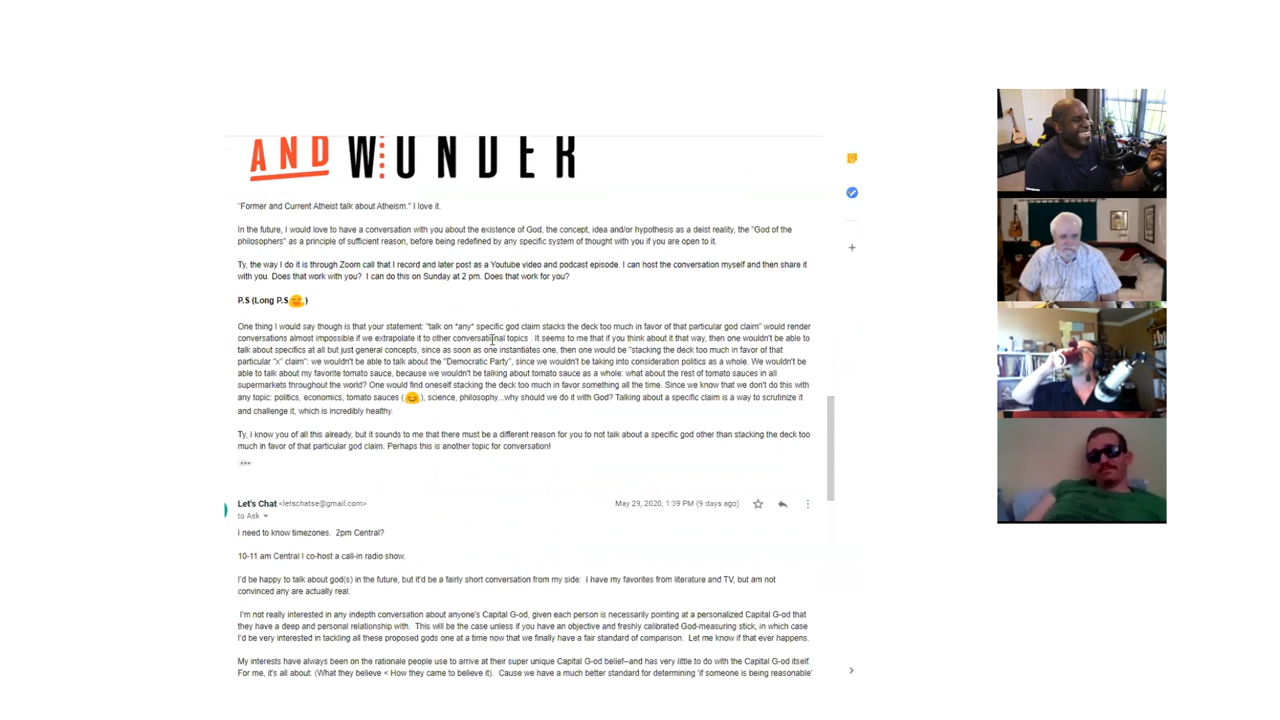 AND WUNDER
"Former and Current Atheist talk about Atheism." I love it.
In the future, I would love to have a conversation with you about the existence of God, the concept, idea and/or hypothesis as a deist reality, the "God of the
philosophers" as a principle of sufficient reason, before being redefined by any specific system of thought with you if you are open to it.
Ty, the way I do it is through Zoom call that I record and later post as a Youtube video and podcast episode. I can host the conversation myself and then share it
with you. Does that work with you? I can do this on Sunday at 2 pm. Does that work for you?
P.S (Long P.S😊)
One thing I would say though is that your statement: "talk on *any* specific god claim stacks the deck too much in favor of that particular god claim" would render
conversations almost impossible if we extrapolate it to other conversational topics . It seems to me that if you think about it that way, then one wouldn't be able to
talk about specifics at all but just general concepts, since as soon as one instantiates one, then one would be "stacking the deck too much in favor of that
particular "x" claim": we wouldn't be able to talk about the "Democratic Party", since we wouldn't be taking into consideration politics as a whole. We wouldn't be
able to talk about my favorite tomato sauce, because we wouldn't be talking about tomato sauce as a whole: what about the rest of tomato sauces in all
supermarkets throughout the world? One would find oneself stacking the deck too much in favor something all the time. Since we know that we don't do this with
any topic: politics, economics, tomato sauces (😊), science, philosophy...why should we do it with God? Talking about a specific claim is a way to scrutinize it
and challenge it, which is incredibly healthy.
Ty, I know you of all this already, but it sounds to me that there must be a different reason for you to not talk about a specific god other than stacking the deck too
much in favor of that particular god claim. Perhaps this is another topic for conversation!
Let's Chat <letschatse@gmail.com> May 29, 2020, 1:39 PM (9 days ago)
to Ask
I need to know timezones. 2pm Central?
10-11 am Central I co-host a call-in radio show.
I'd be happy to talk about god(s) in the future, but it'd be a fairly short conversation from my side: I have my favorites from literature and TV, but am not
convinced any are actually real.
I'm not really interested in any indepth conversation about anyone's Capital G-od, given each person is necessarily pointing at a personalized Capital G-od that
they have a deep and personal relationship with. This will be the case unless if you have an objective and freshly calibrated God-measuring stick, in which case
I'd be very interested in tackling all these proposed gods one at a time now that we finally have a fair standard of comparison. Let me know if that ever happens.
My interests have always been on the rationale people use to arrive at their super unique Capital G-od belief--and has very little to do with the Capital G-od itself.
For me, it's all about: (What they believe < How they came to believe it). Cause we have a much better standard for determining 'if someone is being reasonable'